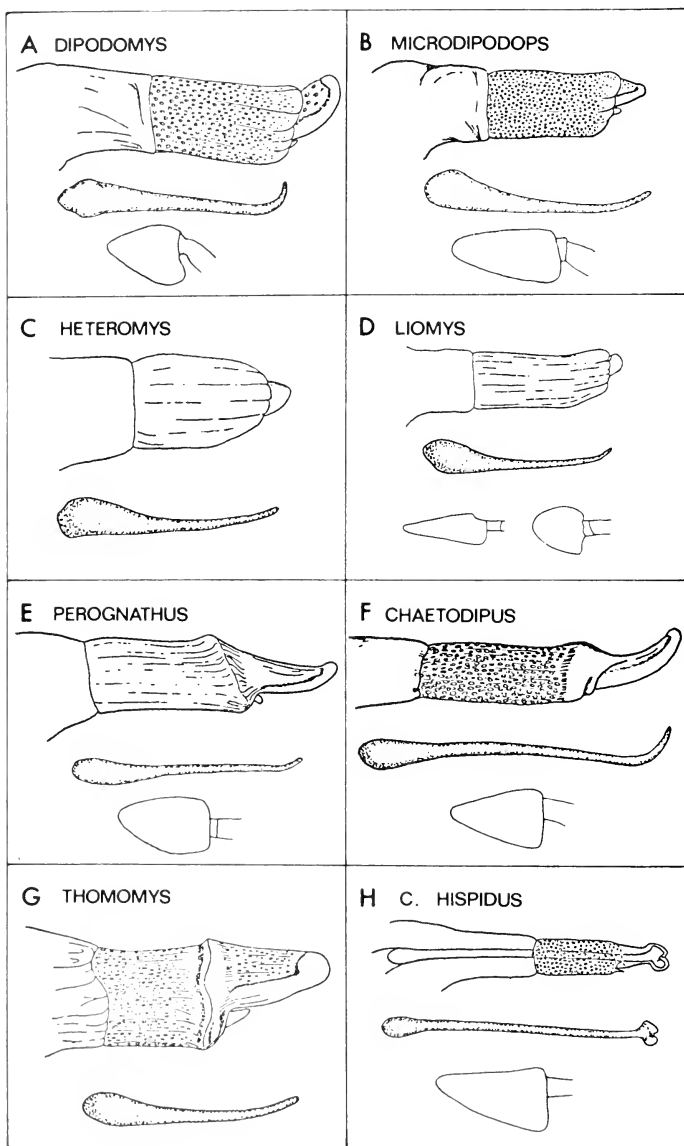 A DIPODOMYS
B MICRODIPODOPS
C HETEROMYS
D LIOMYS
E PEROGNATHUS
F CHAETODIPUS
G THOMOMYS
H C. HISPIDUS